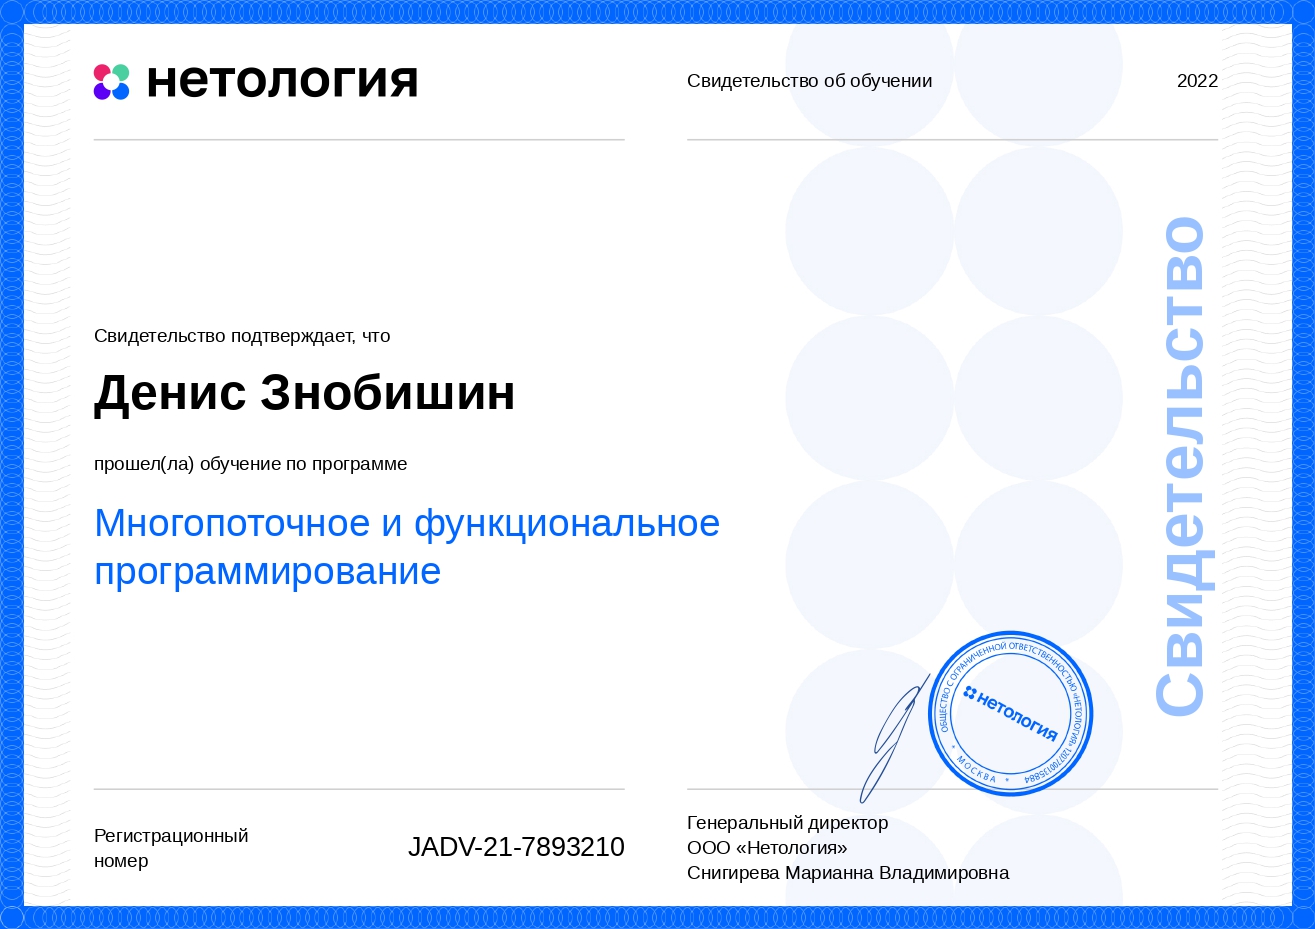 нетология
Свидетельство об обучении
2022
Свидетельство подтверждает, что
Денис Знобишин
прошел(ла) обучение по программе
Многопоточное и функциональное
программирование
Свидетельство
ОБЩЕСТВО С ОГРАНИЧЕННОЙ ОТВЕТСТВЕННОСТЬЮ «НЕТОЛОГИЯ» 1207700135884
* МОСКВА *
нетология
Регистрационный
номер
JADV-21-7893210
Генеральный директор
ООО «Нетология»
Снигирева Марианна Владимировна